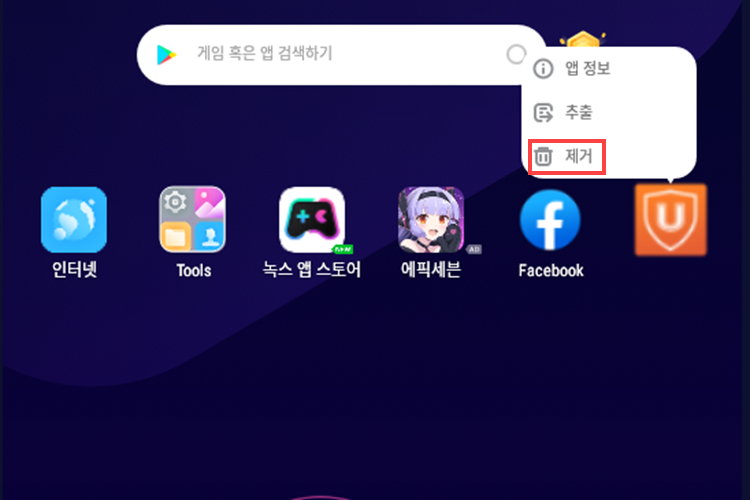 게임 혹은 앱 검색하기
앱 정보
추출
제거
인터넷
Tools
녹스 앱 스토어
NEW
에픽세븐
AD
Facebook